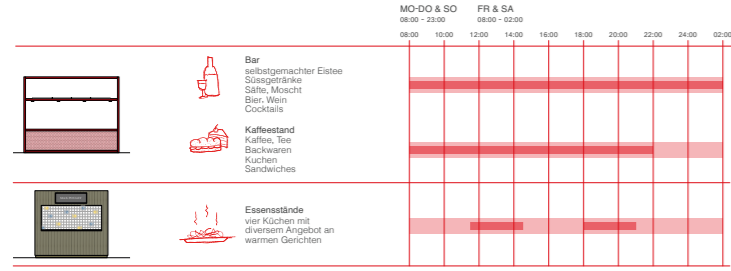 MO-DO & SO FR & SA
08:00 - 23:00 08:00 - 02:00
08:00 10:00 12:00 14:00 16:00 18:00 20:00 22:00 24:00 02:00
Bar
selbstgemachter Eistee
Süssgetränke
Säfte, Moscht
Bier, Wein
Cocktails
Kaffeestand
Kaffee, Tee
Backwaren
Kuchen
Sandwiches
Essensstände
vier Küchen mit
diversem Angebot an
warmen Gerichten